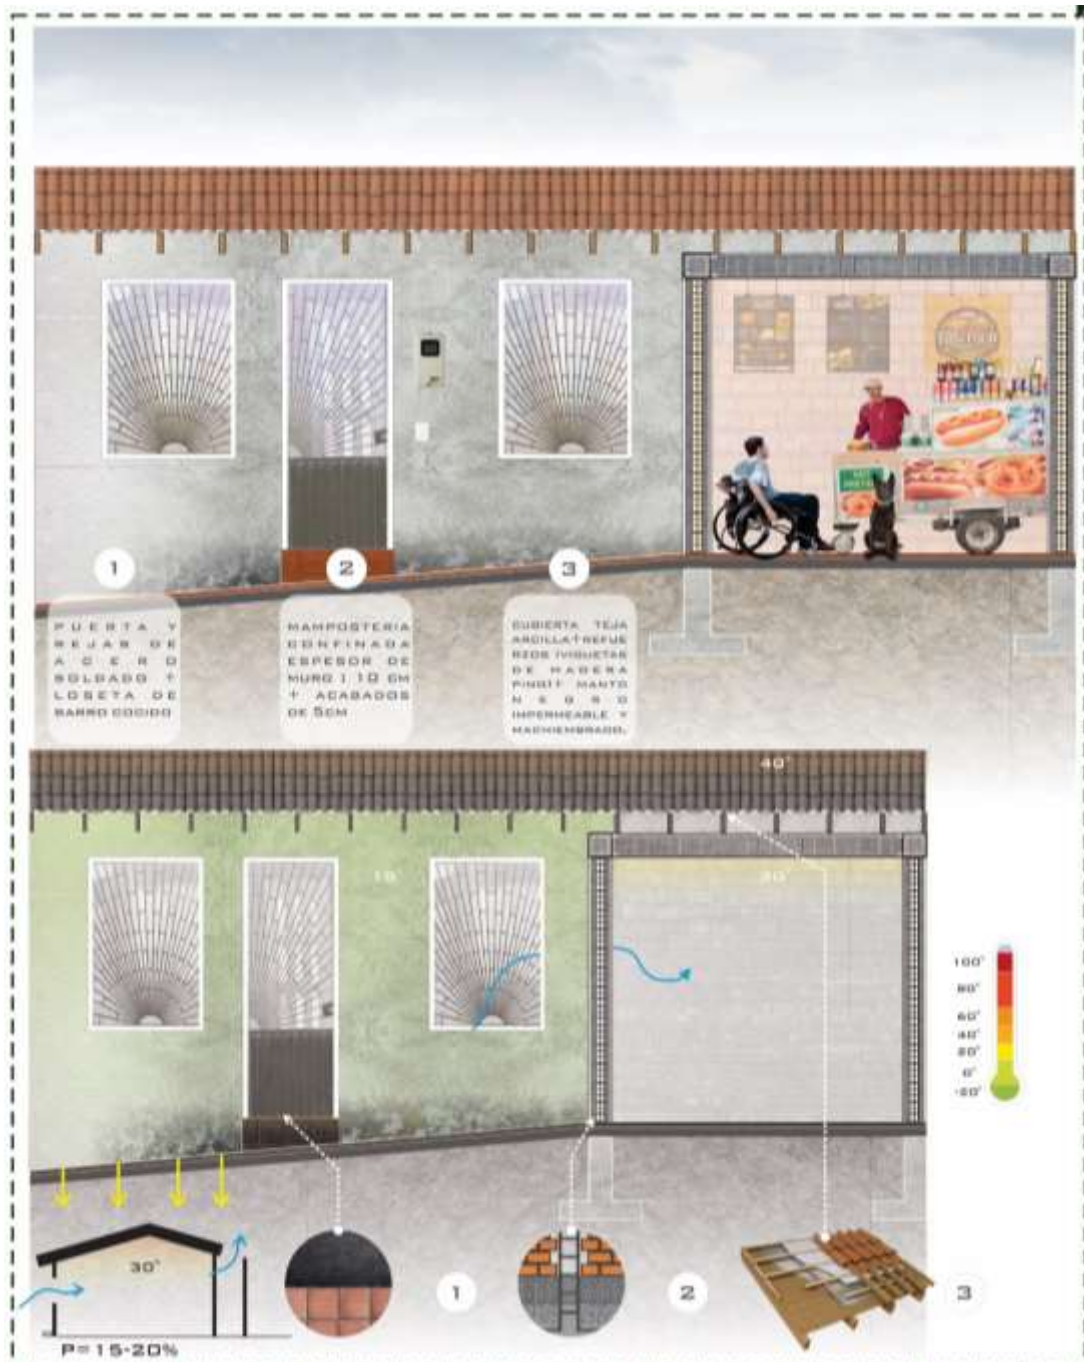 1
2
3
PUERTA Y
REJAS DE
ACERO
SOLDADO +
LOSETA DE
BARRO COCIDO
MAMPOSTERIA
CONFINADA
ESPESOR DE
MURO : 10 CM
+ ACABADOS
DE 5CM
CUBIERTA TEJA
ARCILLA+REFUE
RZOS (VIGUETAS
DE MADERA
PINO)+ MANTO
NEGRO
IMPERMEABLE Y
MACHIEMBRADO.
40°
30°
100°
80°
60°
40°
20°
0°
-20°
30°
P=15-20%
1
2
3